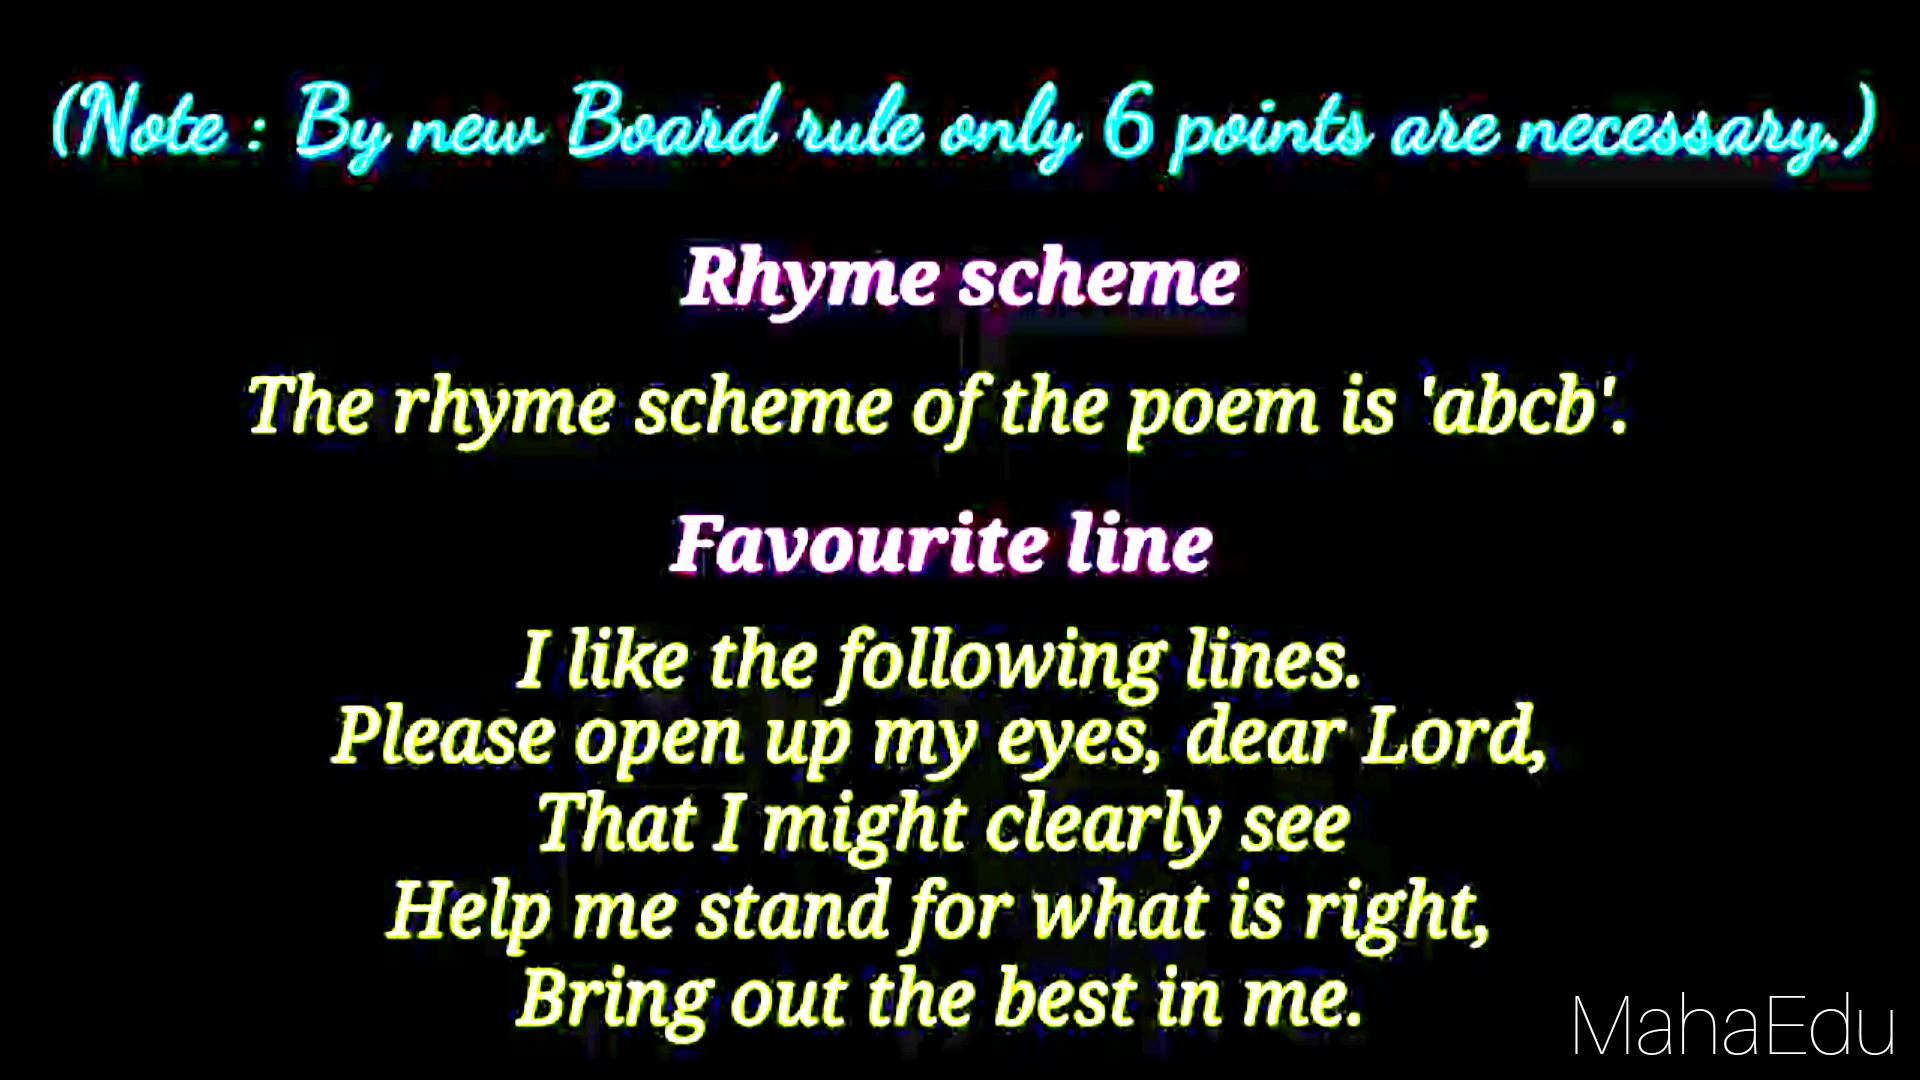 (Note : By new Board rule only 6 points are necessary.)
Rhyme scheme
The rhyme scheme of the poem is 'abcb'.
Favourite line
I like the following lines.
Please open up my eyes, dear Lord,
That I might clearly see
Help me stand for what is right,
Bring out the best in me.
MahaEdu